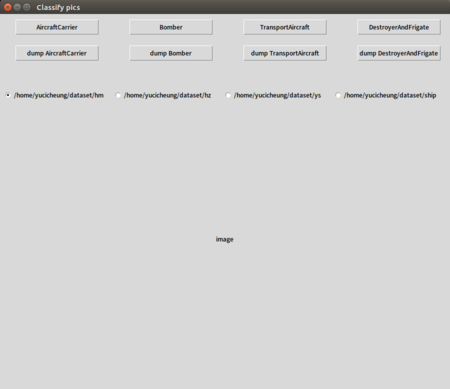 Classify pics
AircraftCarrier Bomber TransportAircraft DestroyerAndFrigate
dump AircraftCarrier dump Bomber dump TransportAircraft dump DestroyerAndFrigate
/home/yucicheung/dataset/hm /home/yucicheung/dataset/hz /home/yucicheung/dataset/ys /home/yucicheung/dataset/ship
image